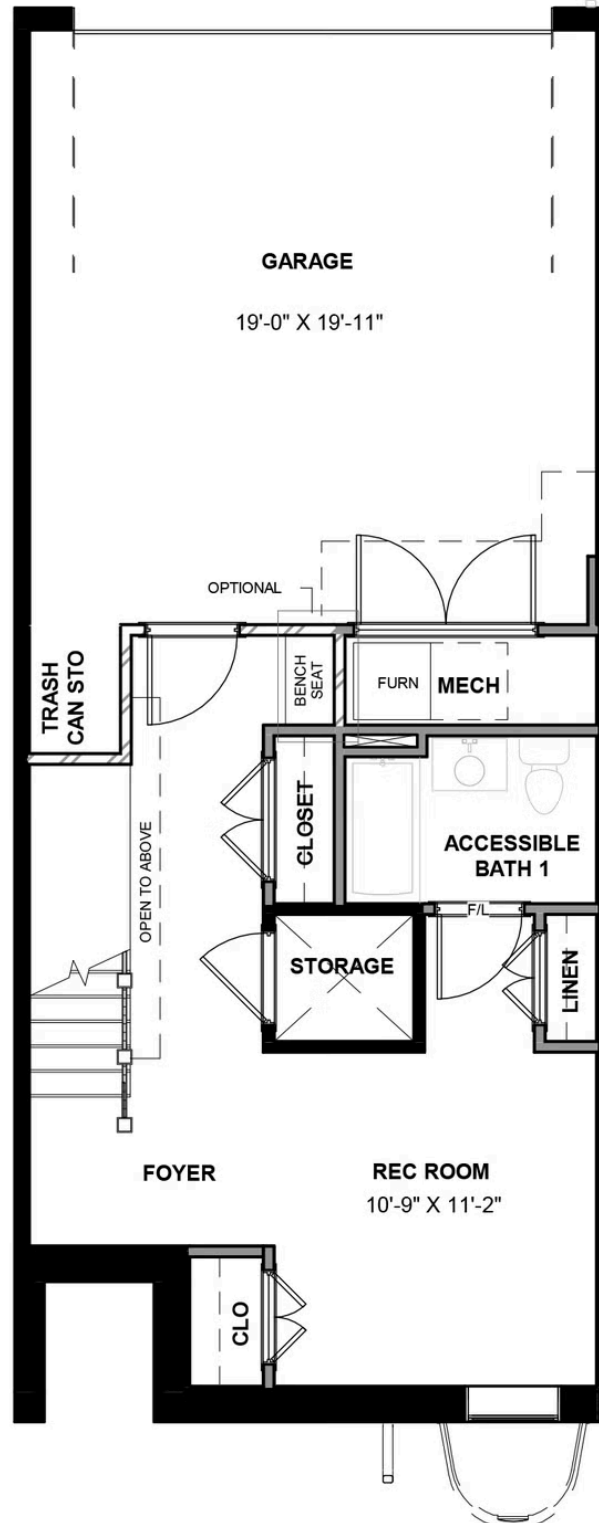 GARAGE
19'-0" X 19'-11"
OPTIONAL
TRASH
CAN STO
BENCH
SEAT
FURN
MECH
CLOSET
OPEN TO ABOVE
ACCESSIBLE
BATH 1
F/L
STORAGE
LINEN
FOYER
REC ROOM
10'-9" X 11'-2"
CLO